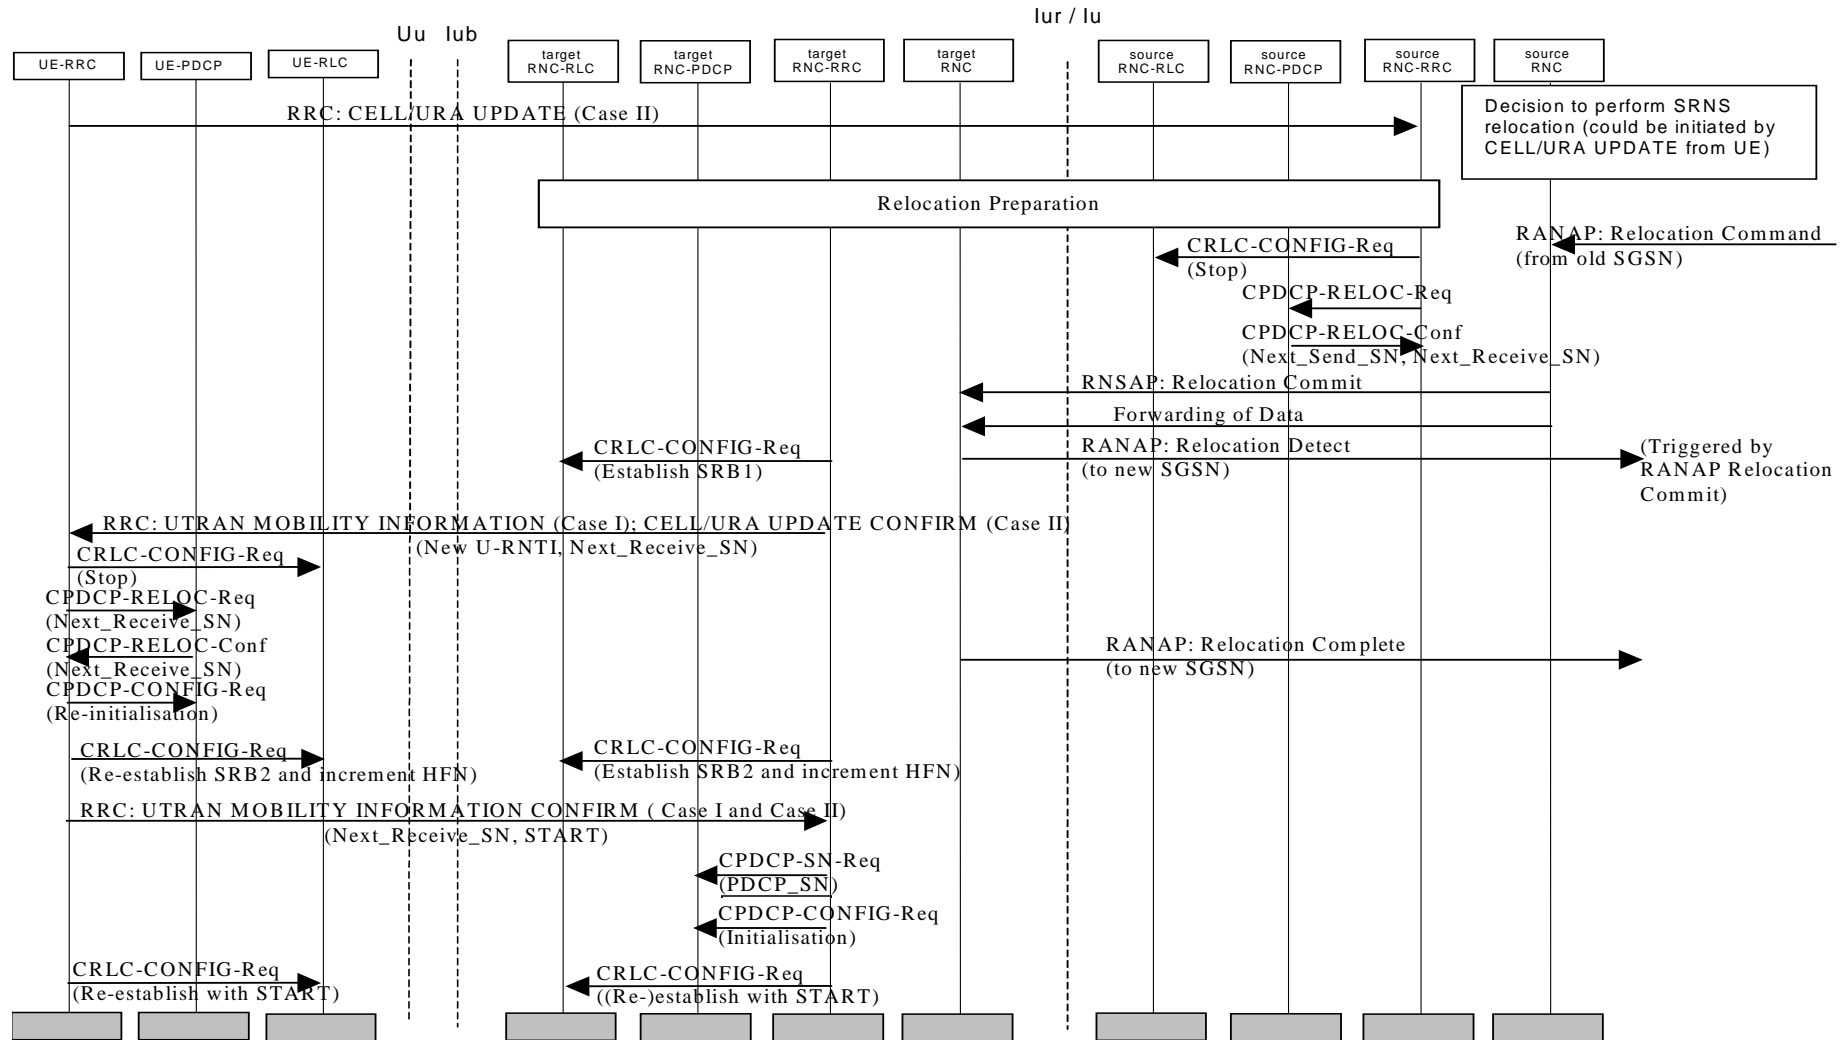 Iur / Iu
Uu Iub
UE-RRC
UE-PDCP
UE-RLC
target
RNC-RLC
target
RNC-PDCP
target
RNC-RRC
target
RNC
source
RNC-RLC
source
RNC-PDCP
source
RNC-RRC
source
RNC
Decision to perform SRNS
relocation (could be initiated by
CELL/URA UPDATE from UE)
RRC: CELL/URA UPDATE (Case II)
Relocation Preparation
RANAP: Relocation Command
(from old SGSN)
CRLC-CONFIG-Req
(Stop)
CPDCP-RELOC-Req
CPDCP-RELOC-Conf
(Next_Send_SN, Next_Receive_SN)
RNSAP: Relocation Commit
Forwarding of Data
CRLC-CONFIG-Req
(Establish SRB1)
RANAP: Relocation Detect
(to new SGSN)
(Triggered by
RANAP Relocation
Commit)
RRC: UTRAN MOBILITY INFORMATION (Case I); CELL/URA UPDATE CONFIRM (Case II)
(New U-RNTI, Next_Receive_SN)
CRLC-CONFIG-Req
(Stop)
CPDCP-RELOC-Req
(Next_Receive_SN)
CPDCP-RELOC-Conf
(Next_Receive_SN)
RANAP: Relocation Complete
(to new SGSN)
CPDCP-CONFIG-Req
(Re-initialisation)
CRLC-CONFIG-Req
(Re-establish SRB2 and increment HFN)
CRLC-CONFIG-Req
(Establish SRB2 and increment HFN)
RRC: UTRAN MOBILITY INFORMATION CONFIRM ( Case I and Case II)
(Next_Receive_SN, START)
CPDCP-SN-Req
(PDCP_SN)
CPDCP-CONFIG-Req
(Initialisation)
CRLC-CONFIG-Req
(Re-establish with START)
CRLC-CONFIG-Req
((Re-)establish with START)